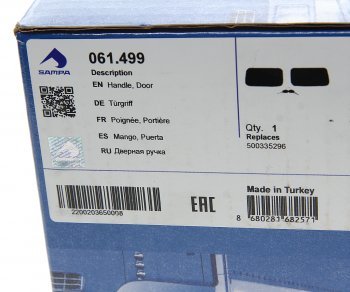 061.499
SAMPA
Description
EN Handle, Door
DE Türgriff
FR Poignée, Portière
ES Mango, Puerta
RU Дверная ручка
Qty. 1
Replaces
500335296
2200203650008
EAC
Made in Turkey
8 680281 682571